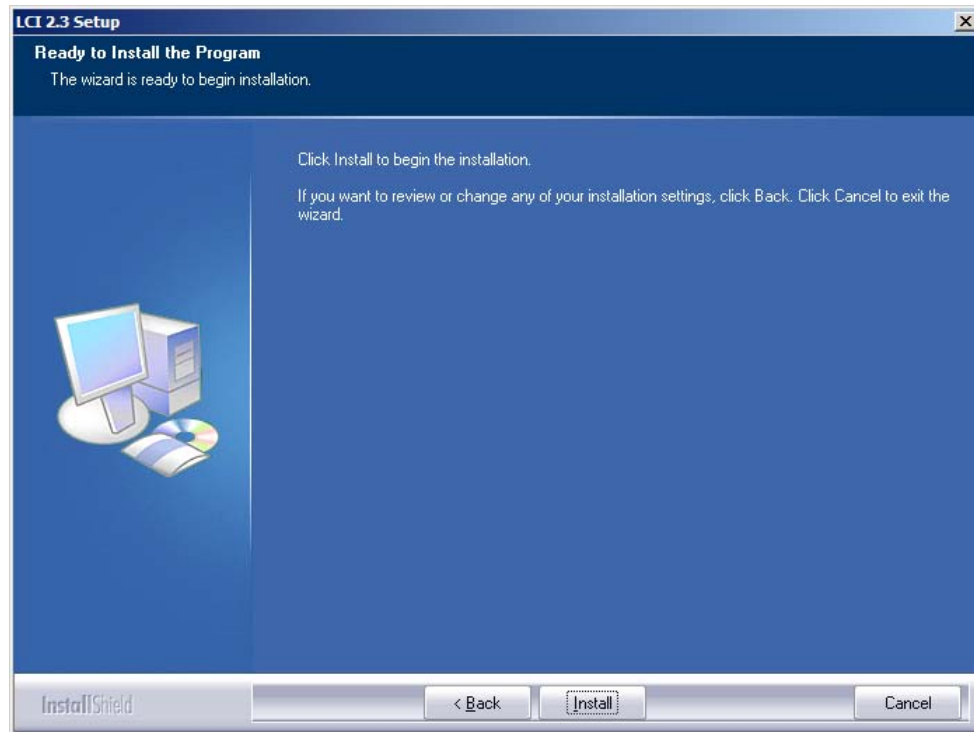 LCI 2.3 Setup
Ready to Install the Program
The wizard is ready to begin installation.
Click Install to begin the installation.
If you want to review or change any of your installation settings, click Back. Click Cancel to exit the
wizard.
InstallShield
< Back
Install
Cancel